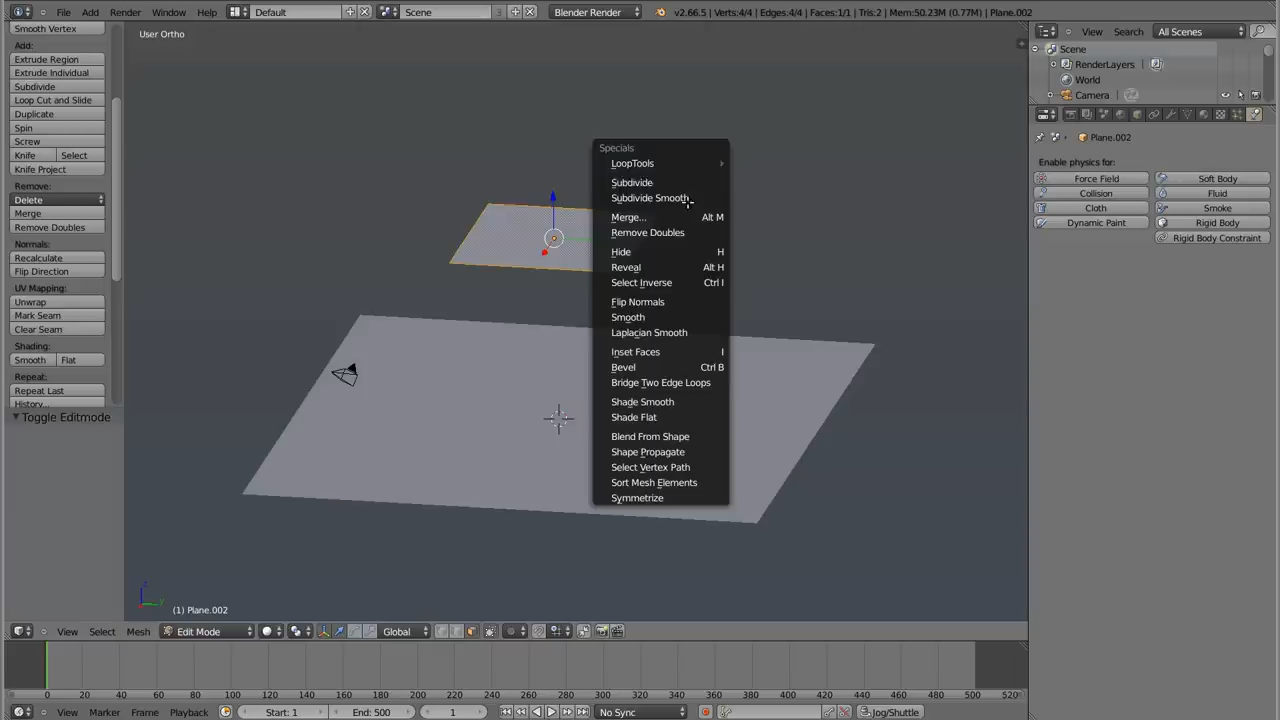 File Add Render Window Help Default Scene 3 Blender Render v2.66.5 | Verts:4/4 | Edges:4/4 | Faces:1/1 | Tris:2 | Mem:50.23M (0.77M) | Plane.002
Smooth Vertex
Add:
Extrude Region
Extrude Individual
Subdivide
Loop Cut and Slide
Duplicate
Spin
Screw
Knife Select
Knife Project
Remove:
Delete
Merge
Remove Doubles
Normals:
Recalculate
Flip Direction
UV Mapping:
Unwrap
Mark Seam
Clear Seam
Shading:
Smooth Flat
Repeat:
Repeat Last
History...
Toggle Editmode
User Ortho
Specials
LoopTools
Subdivide
Subdivide Smooth
Merge... Alt M
Remove Doubles
Hide H
Reveal Alt H
Select Inverse Ctrl I
Flip Normals
Smooth
Laplacian Smooth
Inset Faces I
Bevel Ctrl B
Bridge Two Edge Loops
Shade Smooth
Shade Flat
Blend From Shape
Shape Propagate
Select Vertex Path
Sort Mesh Elements
Symmetrize
z
y
(1) Plane.002
View Search All Scenes
Scene
RenderLayers
World
Camera
Plane.002
Enable physics for:
Force Field Soft Body
Collision Fluid
Cloth Smoke
Dynamic Paint Rigid Body
Rigid Body Constraint
View Select Mesh Edit Mode Global
0 20 40 60 80 100 120 140 160 180 200 220 240 260 280 300 320 340 360 380 400 420 440 460 480 500 520
View Marker Frame Playback Start: 1 End: 500 1 No Sync Jog/Shuttle